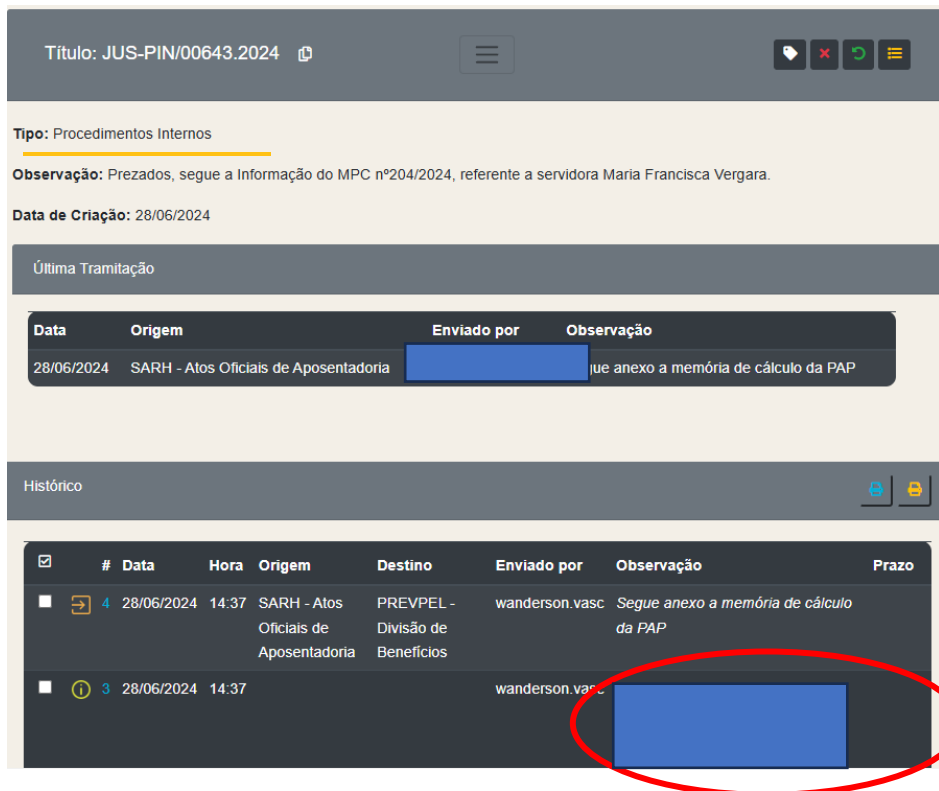 Título: JUS-PIN/00643.2024
Tipo: Procedimentos Internos
Observação: Prezados, segue a Informação do MPC nº204/2024, referente a servidora Maria Francisca Vergara.
Data de Criação: 28/06/2024
Última Tramitação
Data Origem Enviado por Observação
28/06/2024 SARH - Atos Oficiais de Aposentadoria anexo a memória de cálculo da PAP
Histórico
# Data Hora Origem Destino Enviado por Observação Prazo
4 28/06/2024 14:37 SARH - Atos PREVPEL - wanderson.vasc Segue anexo a memória de cálculo
Oficiais de Divisão de da PAP
Aposentadoria Benefícios
3 28/06/2024 14:37 wanderson.vasc